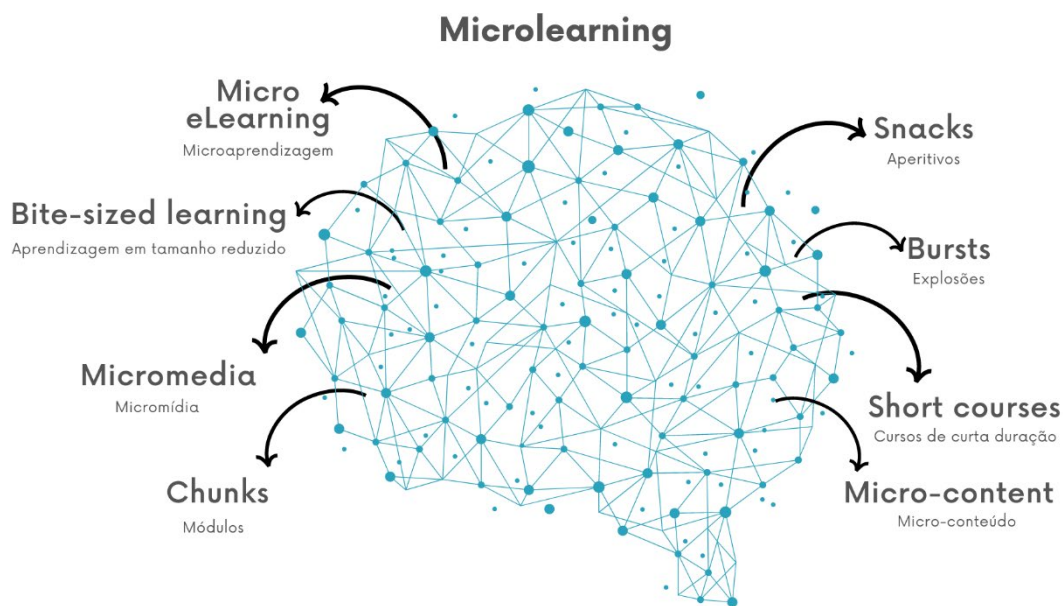 Microlearning
Micro
eLearning
Microaprendizagem
Bite-sized learning
Aprendizagem em tamanho reduzido
Micromedia
Micromídia
Chunks
Módulos
Snacks
Aperitivos
Bursts
Explosões
Short courses
Cursos de curta duração
Micro-content
Micro-conteúdo